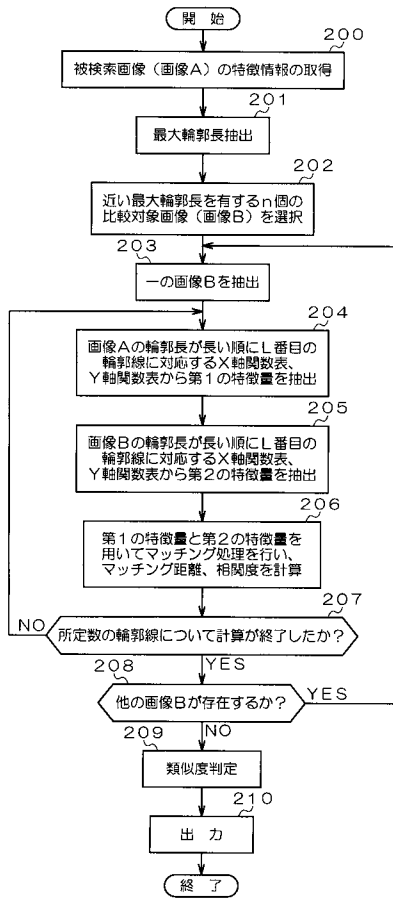 開 始
200
被検索画像（画像A）の特徴情報の取得
201
最大輪郭長抽出
202
近い最大輪郭長を有するn個の
比較対象画像（画像B）を選択
203
一の画像Bを抽出
204
画像Aの輪郭長が長い順にL番目の
輪郭線に対応するX軸関数表、
Y軸関数表から第1の特徴量を抽出
205
画像Bの輪郭長が長い順にL番目の
輪郭線に対応するX軸関数表、
Y軸関数表から第2の特徴量を抽出
206
第1の特徴量と第2の特徴量を
用いてマッチング処理を行い、
マッチング距離、相関度を計算
207
NO
所定数の輪郭線について計算が終了したか？
YES
208
他の画像Bが存在するか？
YES
NO
209
類似度判定
210
出 力
終 了